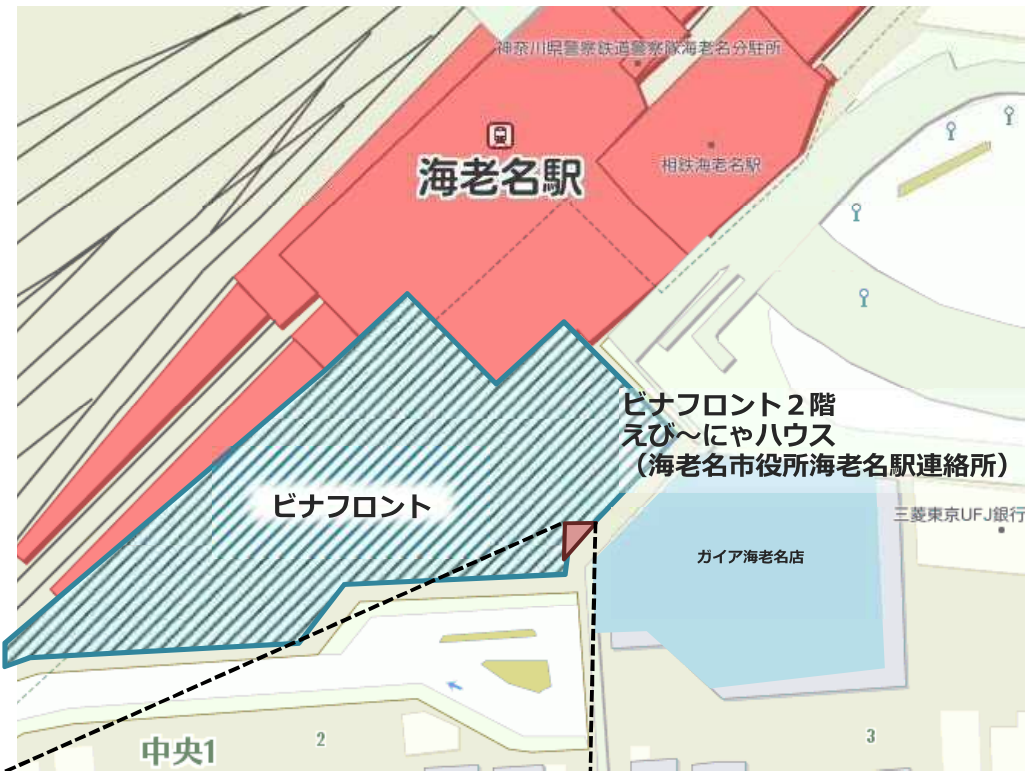 神奈川県警察鉄道警察隊海老名分駐所
海老名駅
相鉄海老名駅
ビナフロント２階
えび～にゃハウス
（海老名市役所海老名駅連絡所）
ビナフロント
三菱東京UFJ銀行
ガイア海老名店
中央1
2
3